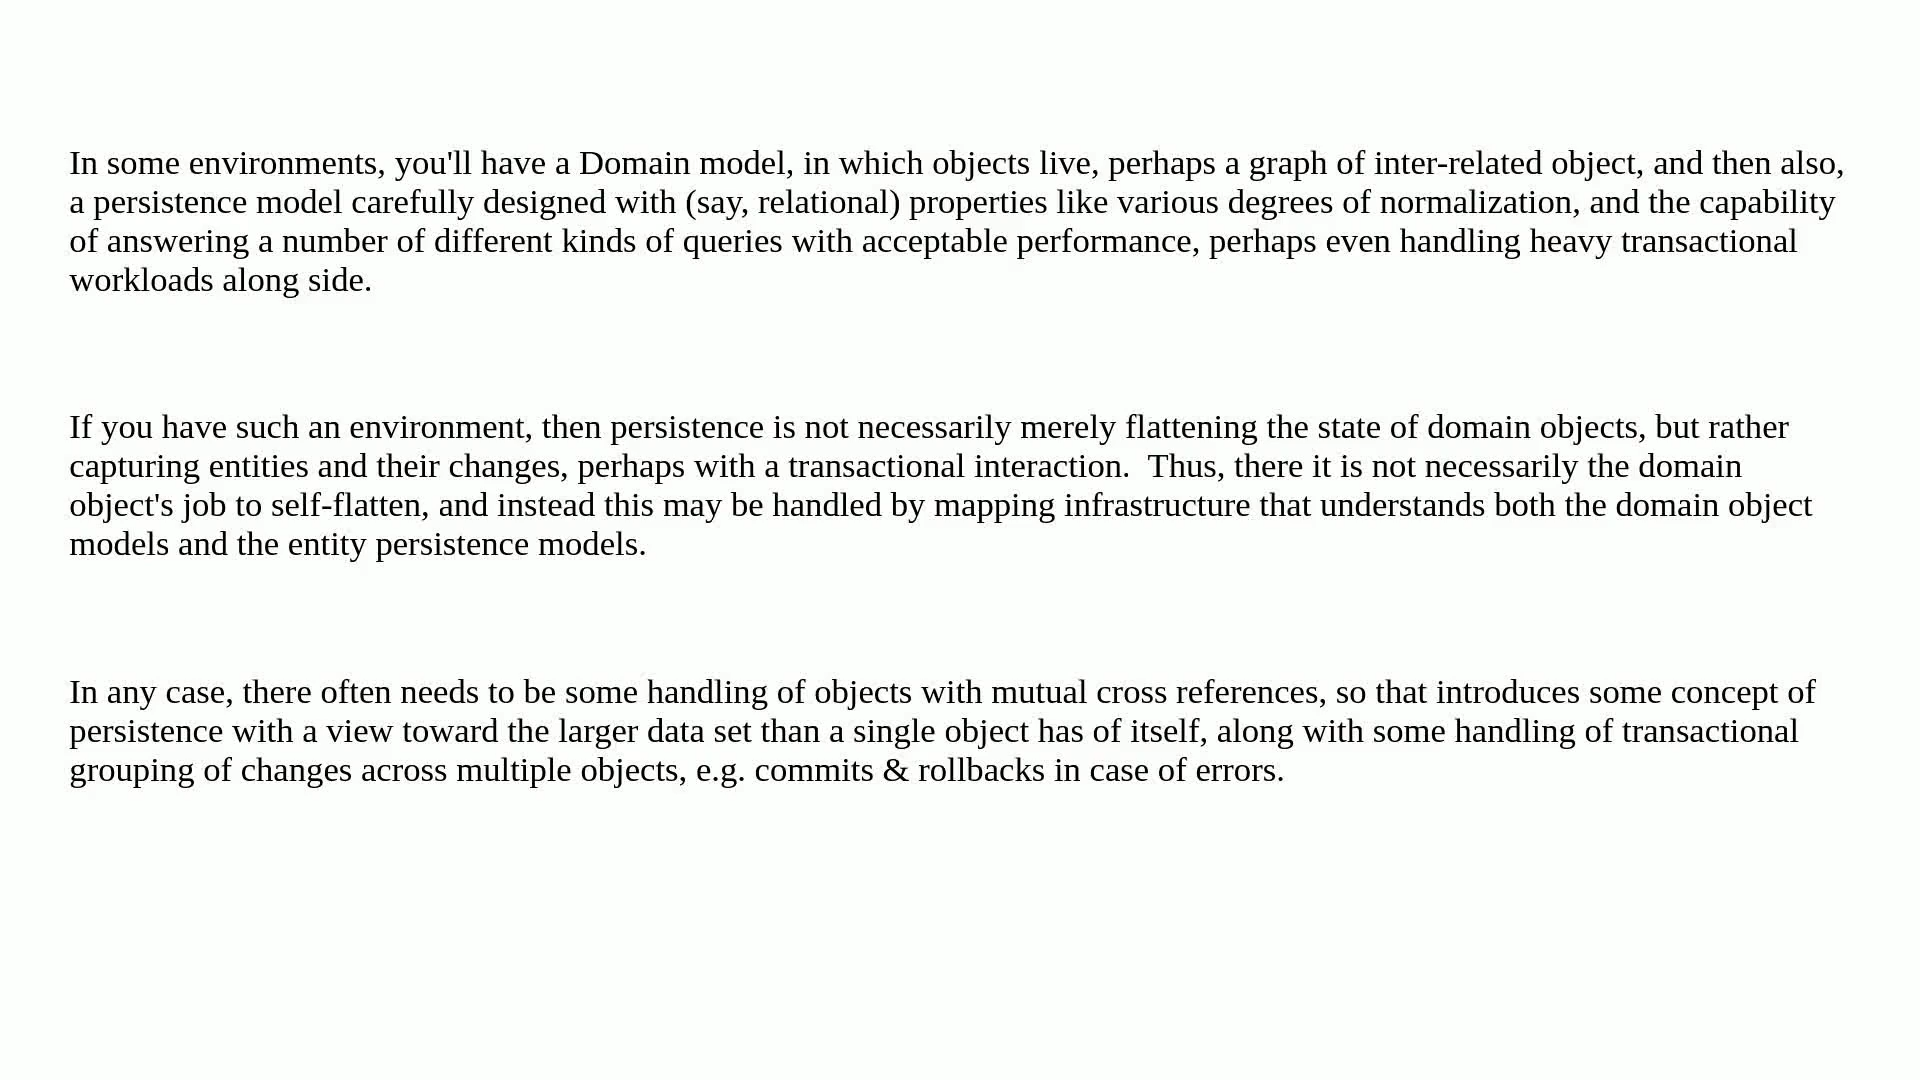 In some environments, you'll have a Domain model, in which objects live, perhaps a graph of inter-related object, and then also,
a persistence model carefully designed with (say, relational) properties like various degrees of normalization, and the capability
of answering a number of different kinds of queries with acceptable performance, perhaps even handling heavy transactional
workloads along side.
If you have such an environment, then persistence is not necessarily merely flattening the state of domain objects, but rather
capturing entities and their changes, perhaps with a transactional interaction.  Thus, there it is not necessarily the domain
object's job to self-flatten, and instead this may be handled by mapping infrastructure that understands both the domain object
models and the entity persistence models.
In any case, there often needs to be some handling of objects with mutual cross references, so that introduces some concept of
persistence with a view toward the larger data set than a single object has of itself, along with some handling of transactional
grouping of changes across multiple objects, e.g. commits & rollbacks in case of errors.